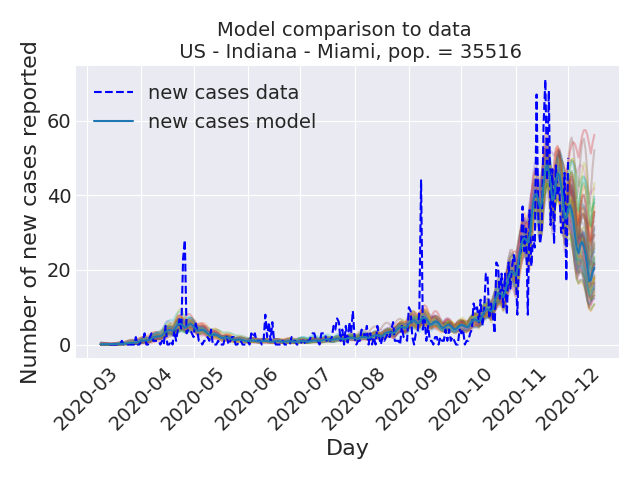 Model comparison to data
US - Indiana - Miami, pop. = 35516
Number of new cases reported
60
40
20
0
new cases data
new cases model
2020-03
2020-04
2020-05
2020-06
2020-07
2020-08
2020-09
2020-10
2020-11
2020-12
Day